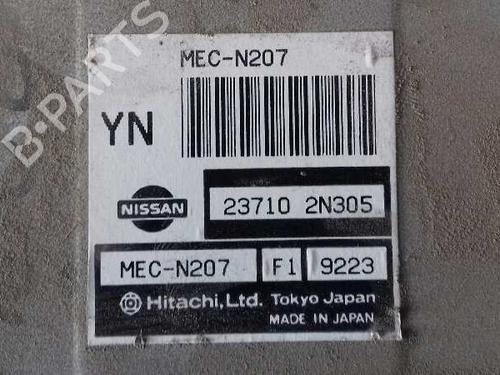 B-PARTS
MEC-N207
YN
NISSAN
23710 2N305
MEC-N207 F1 9223
Hitachi, Ltd. Tokyo Japan
MADE IN JAPAN